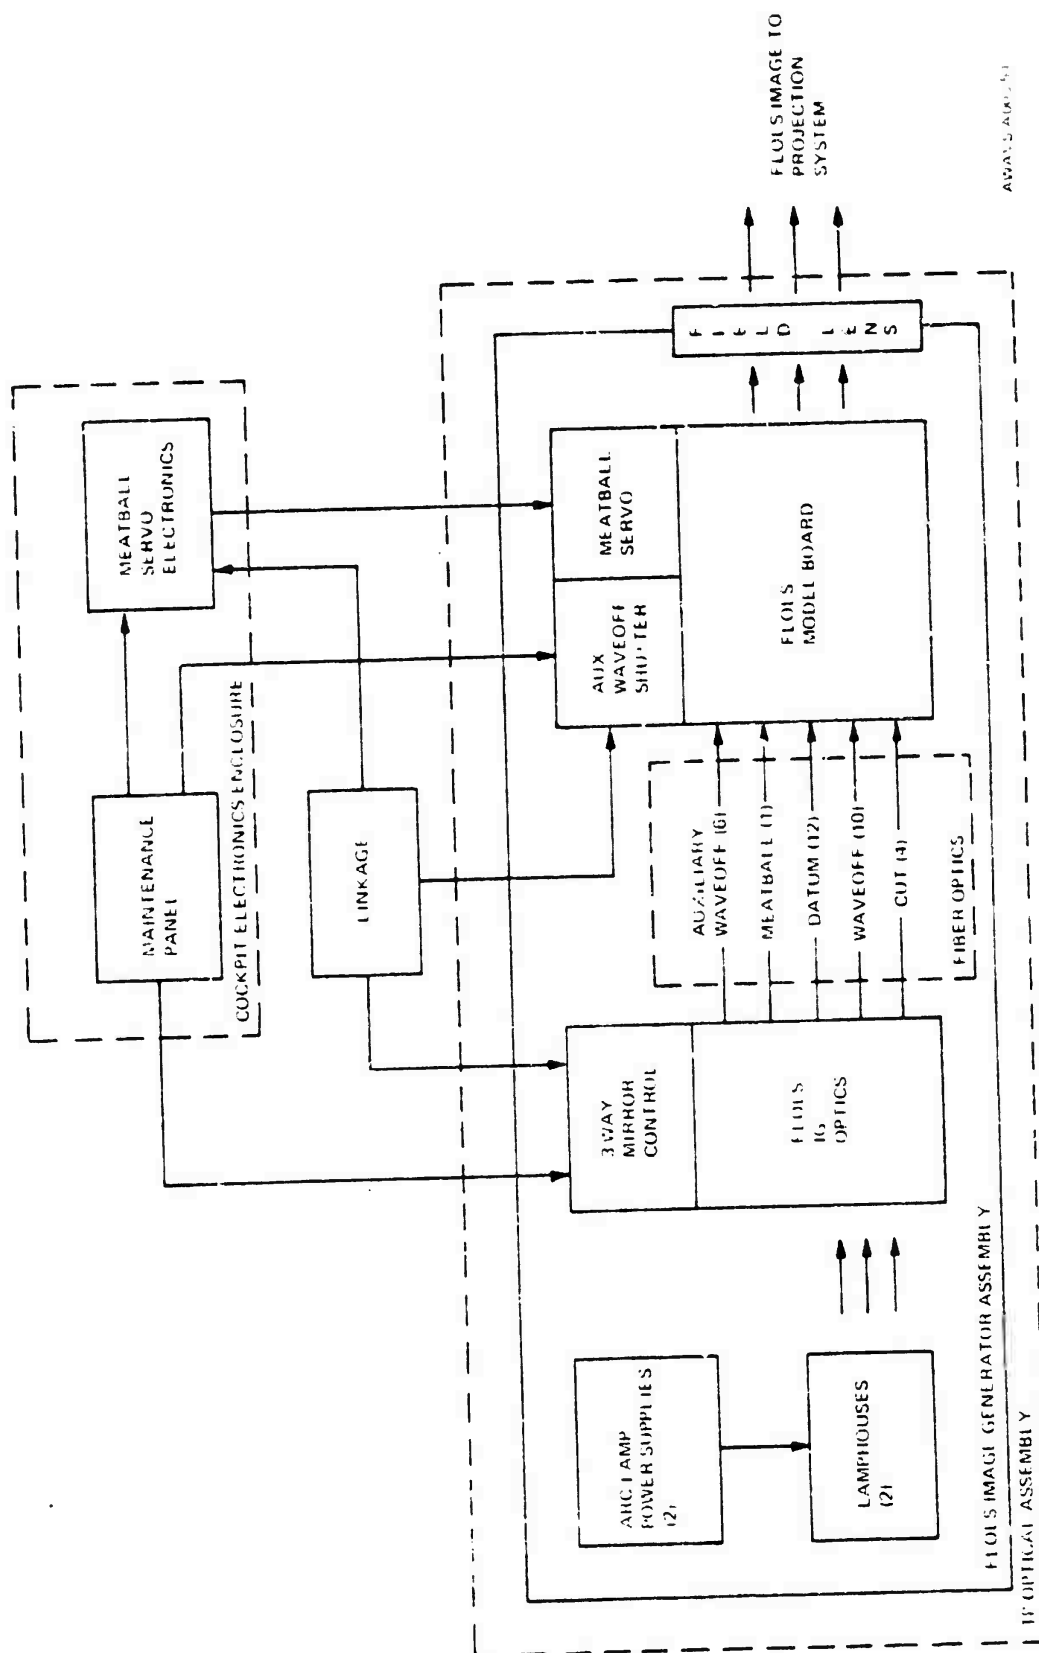 MEATBALL
SERVO
ELECTRONICS
MAINTENANCE
PANEL
COCKPIT ELECTRONICS ENCLOSURE
LINKAGE
FLOLS IMAGE TO
PROJECTION
SYSTEM
FIELD LENS
MEATBALL
SERVO
AUX
WAVEOFF
SHUTTER
FLOLS
MODEL BOARD
AUXILIARY
WAVEOFF (6)
MEATBALL (1)
DATUM (12)
WAVEOFF (10)
CUT (4)
FIBER OPTICS
3 WAY
MIRROR
CONTROL
FLOLS
IG
OPTICS
ARC LAMP
POWER SUPPLIES
(2)
LAMPHOUSES
(2)
FLOLS IMAGE GENERATOR ASSEMBLY
OPTICAL ASSEMBLY